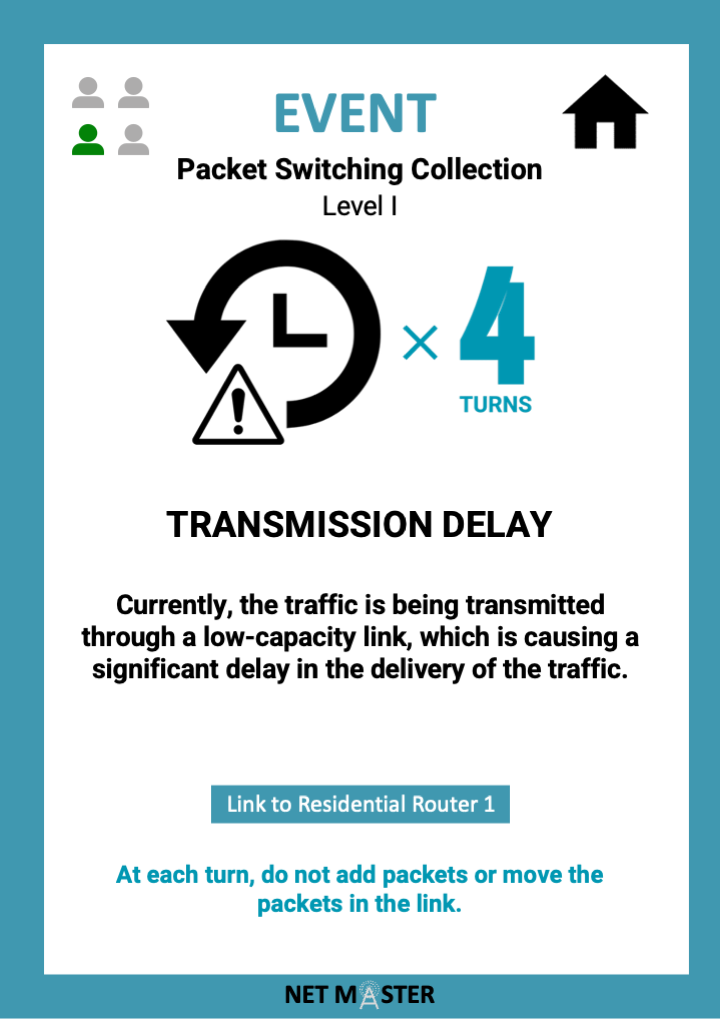 EVENT
Packet Switching Collection
Level I
× 4
TURNS
TRANSMISSION DELAY
Currently, the traffic is being transmitted
through a low-capacity link, which is causing a
significant delay in the delivery of the traffic.
Link to Residential Router 1
At each turn, do not add packets or move the
packets in the link.
NET MASTER